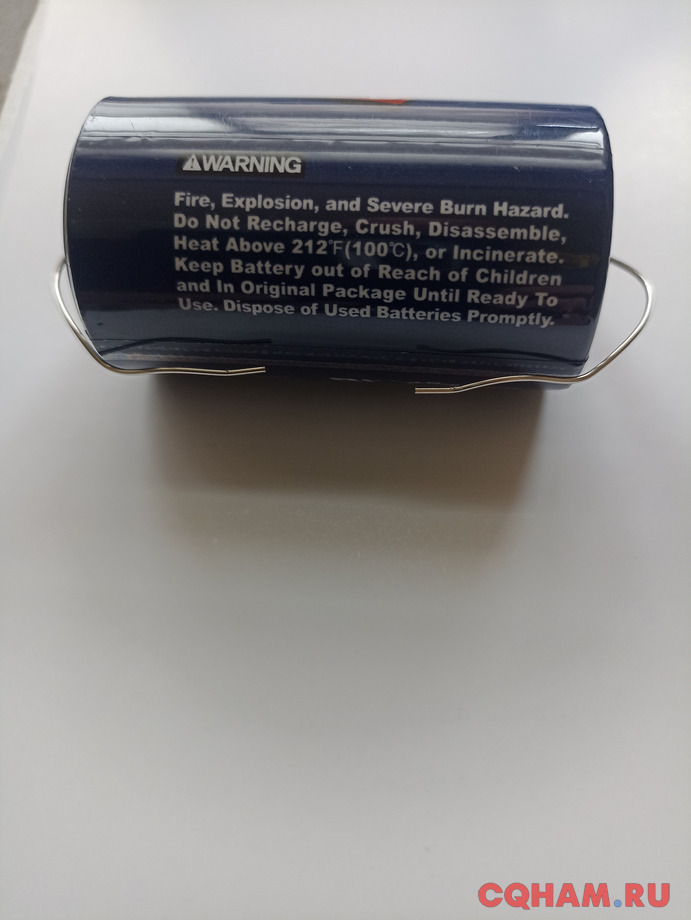 ⚠WARNING
Fire, Explosion, and Severe Burn Hazard.
Do Not Recharge, Crush, Disassemble,
Heat Above 212℉(100℃), or Incinerate.
Keep Battery out of Reach of Children
and In Original Package Until Ready To
Use. Dispose of Used Batteries Promptly.
CQHAM.RU